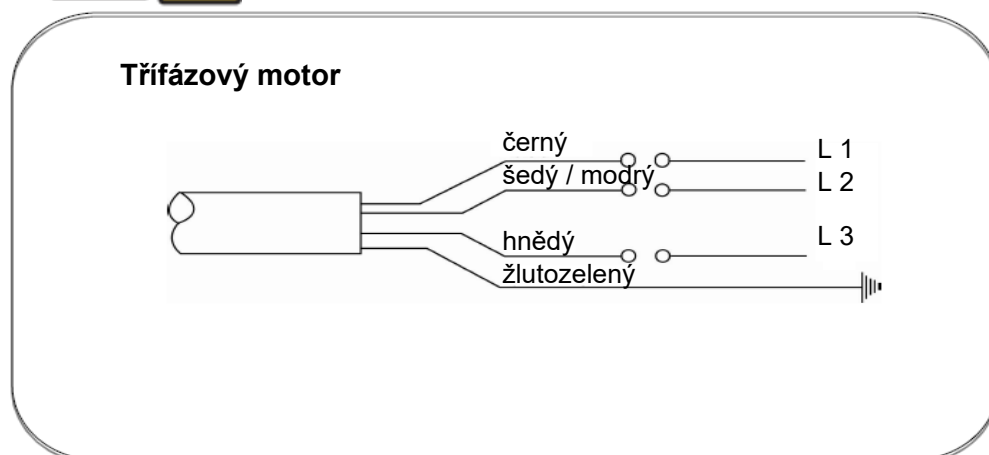 Třífázový motor
černý
L 1
šedý / modrý
L 2
hnědý
L 3
žlutozelený